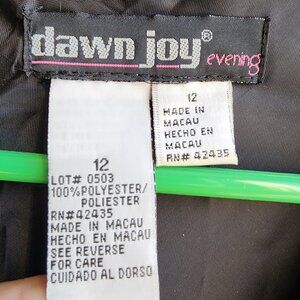 dawn joy® evening
12
MADE IN
MACAU
HECHO EN
MACAU
RN# 42435
12
LOT# 0503
100%POLYESTER/
POLIESTER
RN#42435
MADE IN MACAU
HECHO EN MACAU
SEE REVERSE
FOR CARE
CUIDADO AL DORSO